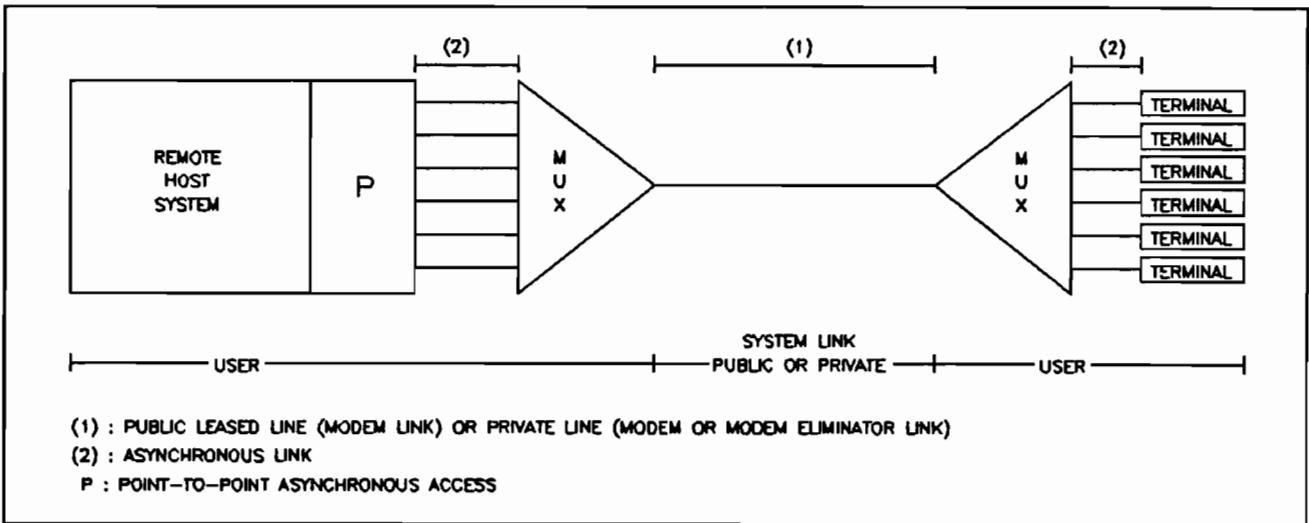 (2)
(1)
(2)
REMOTE
HOST
SYSTEM
P
M
U
X
M
U
X
TERMINAL
TERMINAL
TERMINAL
TERMINAL
TERMINAL
TERMINAL
USER
SYSTEM LINK
PUBLIC OR PRIVATE
USER
(1) : PUBLIC LEASED LINE (MODEM LINK) OR PRIVATE LINE (MODEM OR MODEM ELIMINATOR LINK)
(2) : ASYNCHRONOUS LINK
P : POINT-TO-POINT ASYNCHRONOUS ACCESS